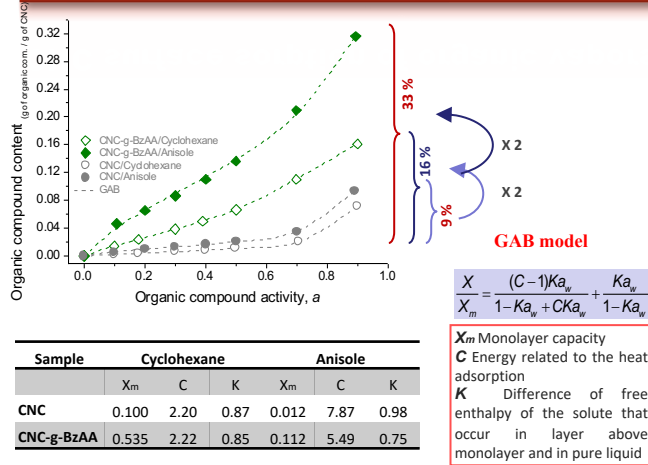 Organic compound content
(g of organic com. / g of CNC)
0.32
0.28
0.24
0.20
0.16
0.12
0.08
0.04
0.00
CNC-g-BzAA/Cyclohexane
CNC-g-BzAA/Anisole
CNC/Cydohexane
CNC/Anisole
GAB
0.0 0.2 0.4 0.6 0.8 1.0
Organic compound activity, a
33 %
16 %
9 %
X 2
X 2
GAB model
X/Xm = (C−1)Kaw/(1−Kaw+CKaw) + Kaw/(1−Kaw)
Xm Monolayer capacity
C Energy related to the heat
adsorption
K Difference of free
enthalpy of the solute that
occur in layer above
monolayer and in pure liquid
Sample Cyclohexane Anisole
Xm C K Xm C K
CNC 0.100 2.20 0.87 0.012 7.87 0.98
CNC-g-BzAA 0.535 2.22 0.85 0.112 5.49 0.75